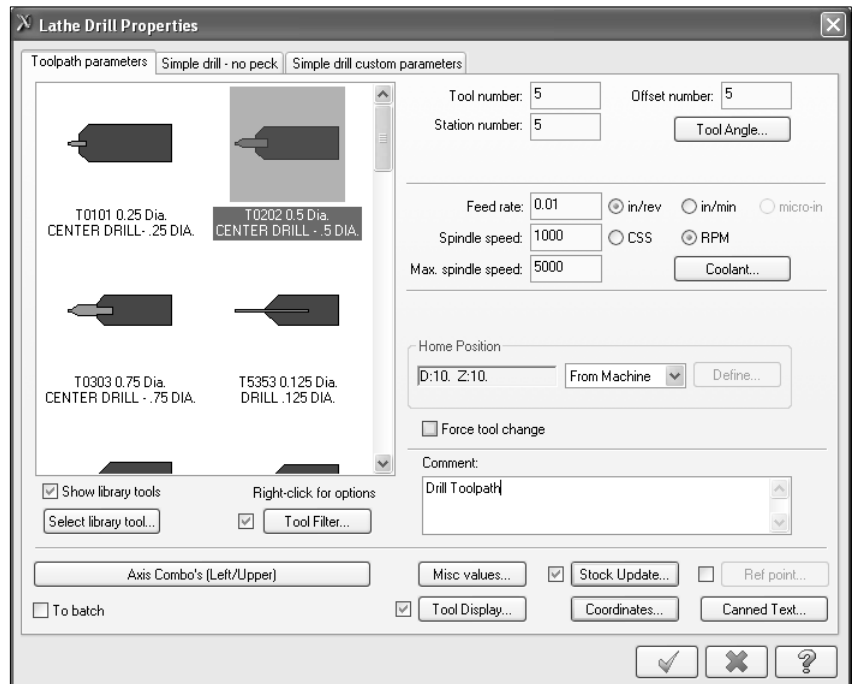 Lathe Drill Properties
Toolpath parameters
Simple drill - no peck
Simple drill custom parameters
T0101 0.25 Dia.
CENTER DRILL- .25 DIA.
T0202 0.5 Dia.
CENTER DRILL - .5 DIA.
T0303 0.75 Dia.
CENTER DRILL - .75 DIA.
T5353 0.125 Dia.
DRILL .125 DIA.
Show library tools
Right-click for options
Select library tool...
Tool Filter...
Tool number: 5
Offset number: 5
Station number: 5
Tool Angle...
Feed rate: 0.01
in/rev
in/min
micro-in
Spindle speed: 1000
CSS
RPM
Max. spindle speed: 5000
Coolant...
Home Position
D:10. Z:10.
From Machine
Define...
Force tool change
Comment:
Drill Toolpath
Axis Combo's (Left/Upper)
Misc values...
Stock Update...
Ref point...
To batch
Tool Display...
Coordinates...
Canned Text...